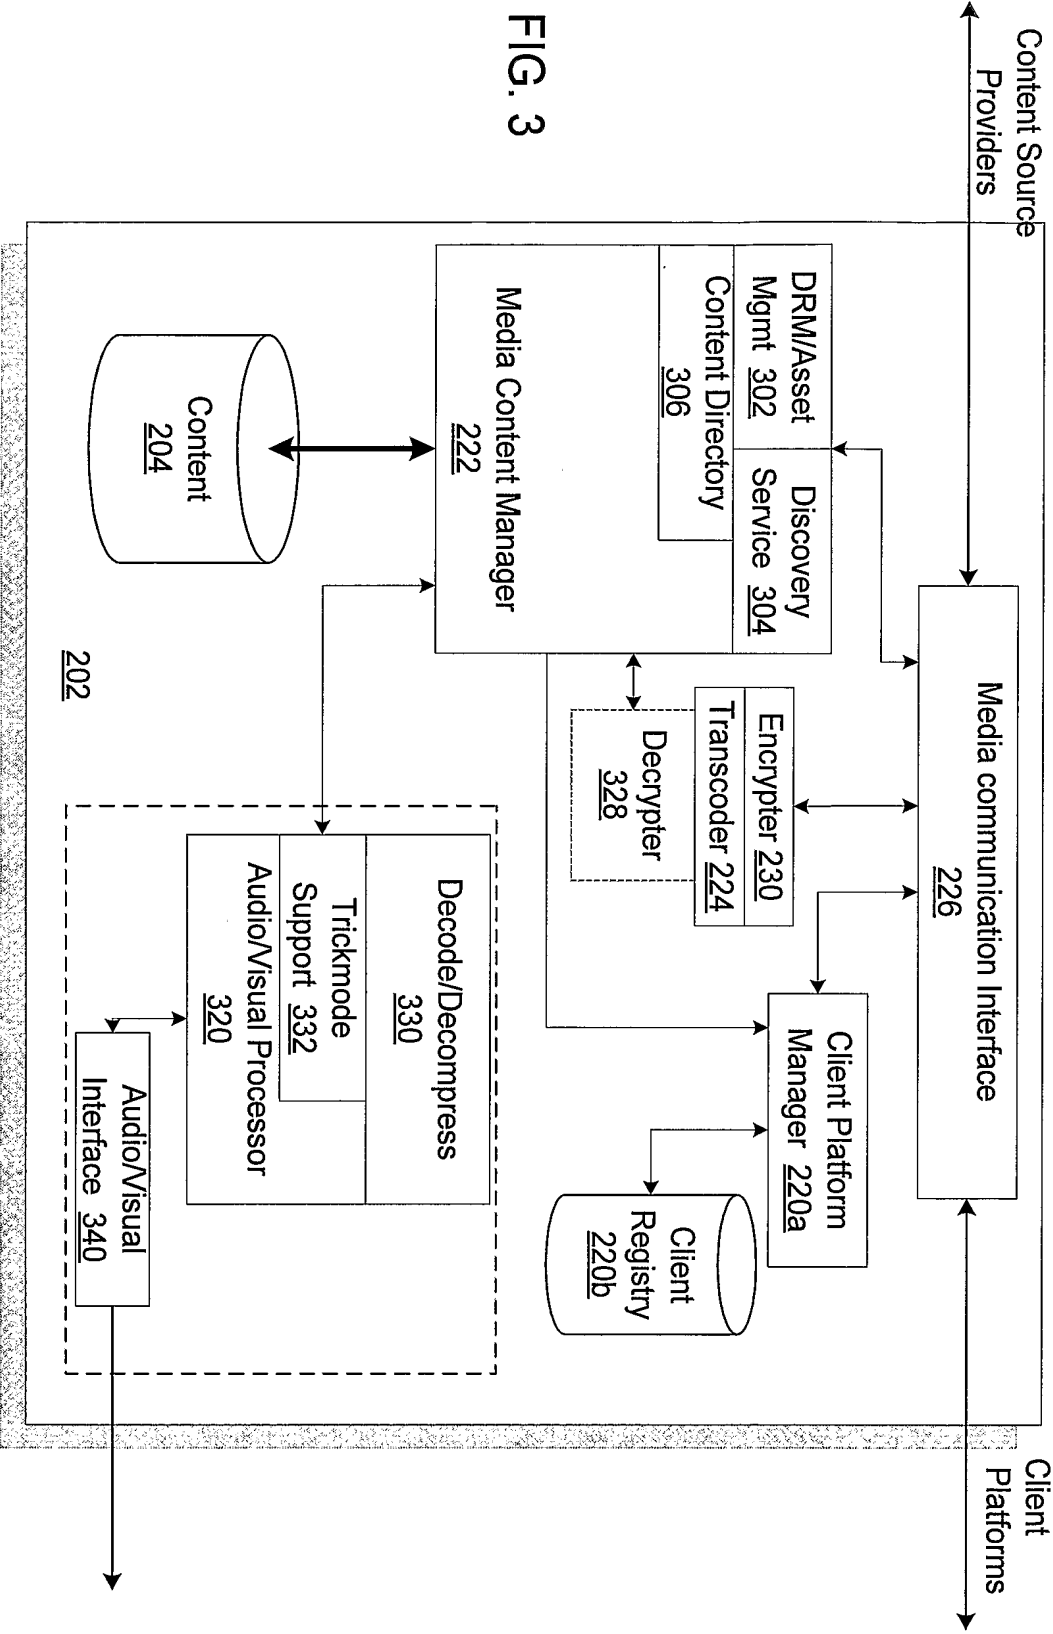 Content Source
Providers
Client
Platforms
Media communication Interface
226
DRM/Asset
Mgmt 302
Discovery
Service 304
Content Directory
306
Media Content Manager
222
Encrypter 230
Transcoder 224
Decrypter
328
Client Platform
Manager 220a
Client
Registry
220b
Content
204
Decode/Decompress
330
Trickmode
Support 332
Audio/Visual Processor
320
Audio/Visual
Interface 340
202
FIG. 3